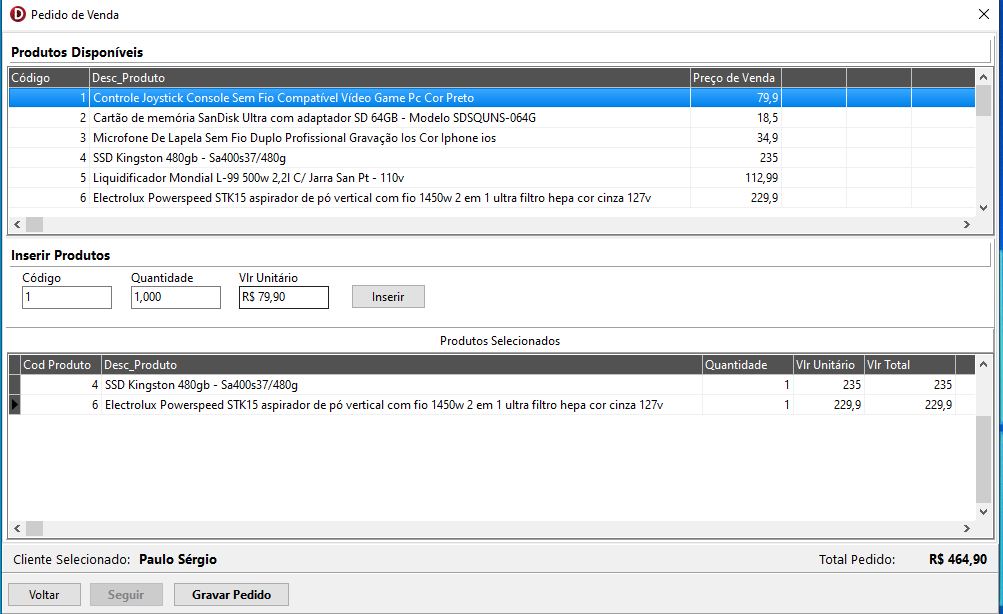 Pedido de Venda
Produtos Disponíveis
Código Desc_Produto Preço de Venda
1 Controle Joystick Console Sem Fio Compatível Vídeo Game Pc Cor Preto 79,9
2 Cartão de memória SanDisk Ultra com adaptador SD 64GB - Modelo SDSQUNS-064G 18,5
3 Microfone De Lapela Sem Fio Duplo Profissional Gravação Ios Cor Iphone ios 34,9
4 SSD Kingston 480gb - Sa400s37/480g 235
5 Liquidificador Mondial L-99 500w 2,2l C/ Jarra San Pt - 110v 112,99
6 Electrolux Powerspeed STK15 aspirador de pó vertical com fio 1450w 2 em 1 ultra filtro hepa cor cinza 127v 229,9
Inserir Produtos
Código Quantidade Vlr Unitário
1 1,000 R$ 79,90 Inserir
Produtos Selecionados
Cod Produto Desc_Produto Quantidade Vlr Unitário Vlr Total
4 SSD Kingston 480gb - Sa400s37/480g 1 235 235
6 Electrolux Powerspeed STK15 aspirador de pó vertical com fio 1450w 2 em 1 ultra filtro hepa cor cinza 127v 1 229,9 229,9
Cliente Selecionado: Paulo Sérgio Total Pedido: R$ 464,90
Voltar Seguir Gravar Pedido